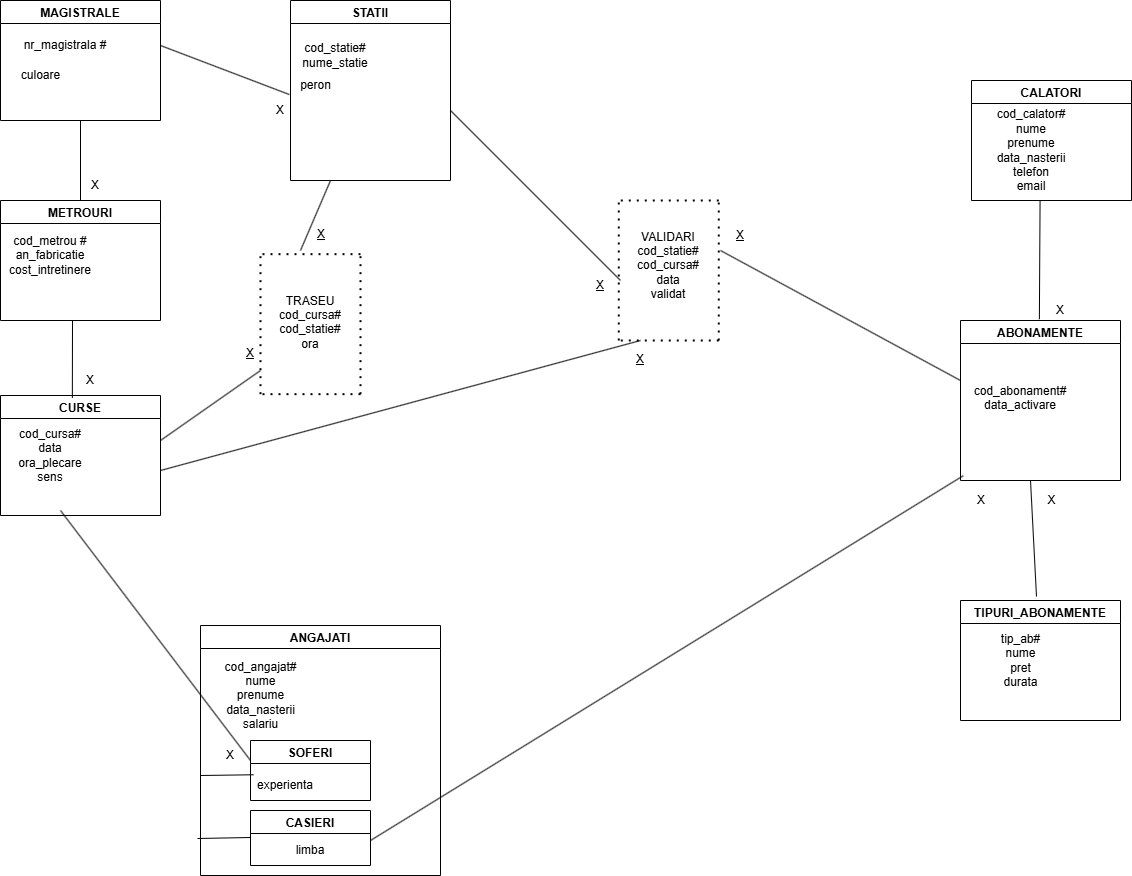 MAGISTRALE
nr_magistrala #
culoare
X
STATII
cod_statie#
nume_statie
peron
X
CALATORI
cod_calator#
nume
prenume
data_nasterii
telefon
email
X
METROURI
cod_metrou #
an_fabricatie
cost_intretinere
X
TRASEU
cod_cursa#
cod_statie#
ora
X
X
VALIDARI
cod_statie#
cod_cursa#
data
validat
X
X
X
ABONAMENTE
cod_abonament#
data_activare
X
X
CURSE
cod_cursa#
data
ora_plecare
sens
TIPURI_ABONAMENTE
tip_ab#
nume
pret
durata
ANGAJATI
cod_angajat#
nume
prenume
data_nasterii
salariu
X
SOFERI
experienta
CASIERI
limba